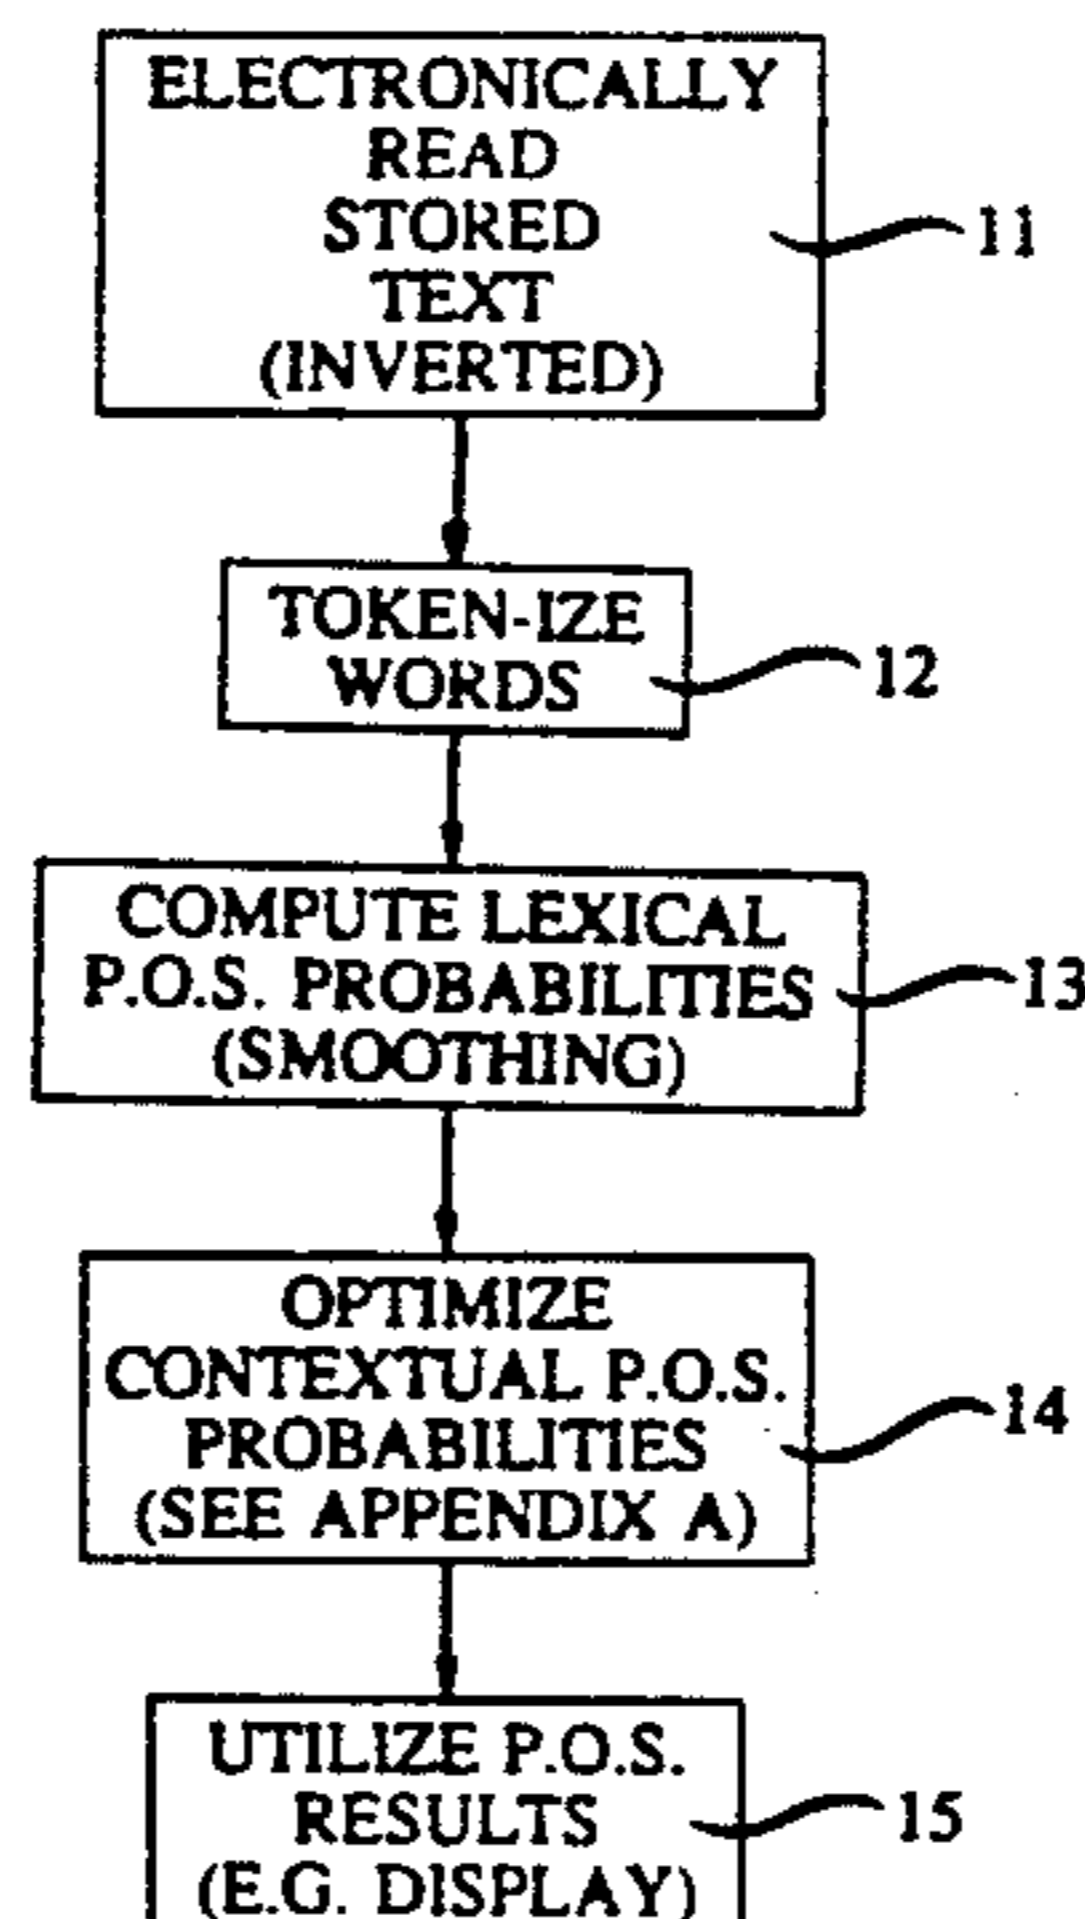 ELECTRONICALLY
READ
STORED
TEXT
(INVERTED)
11
TOKEN-IZE
WORDS
12
COMPUTE LEXICAL
P.O.S. PROBABILITIES
(SMOOTHING)
13
OPTIMIZE
CONTEXTUAL P.O.S.
PROBABILITIES
(SEE APPENDIX A)
14
UTILIZE P.O.S.
RESULTS
(E.G. DISPLAY)
15